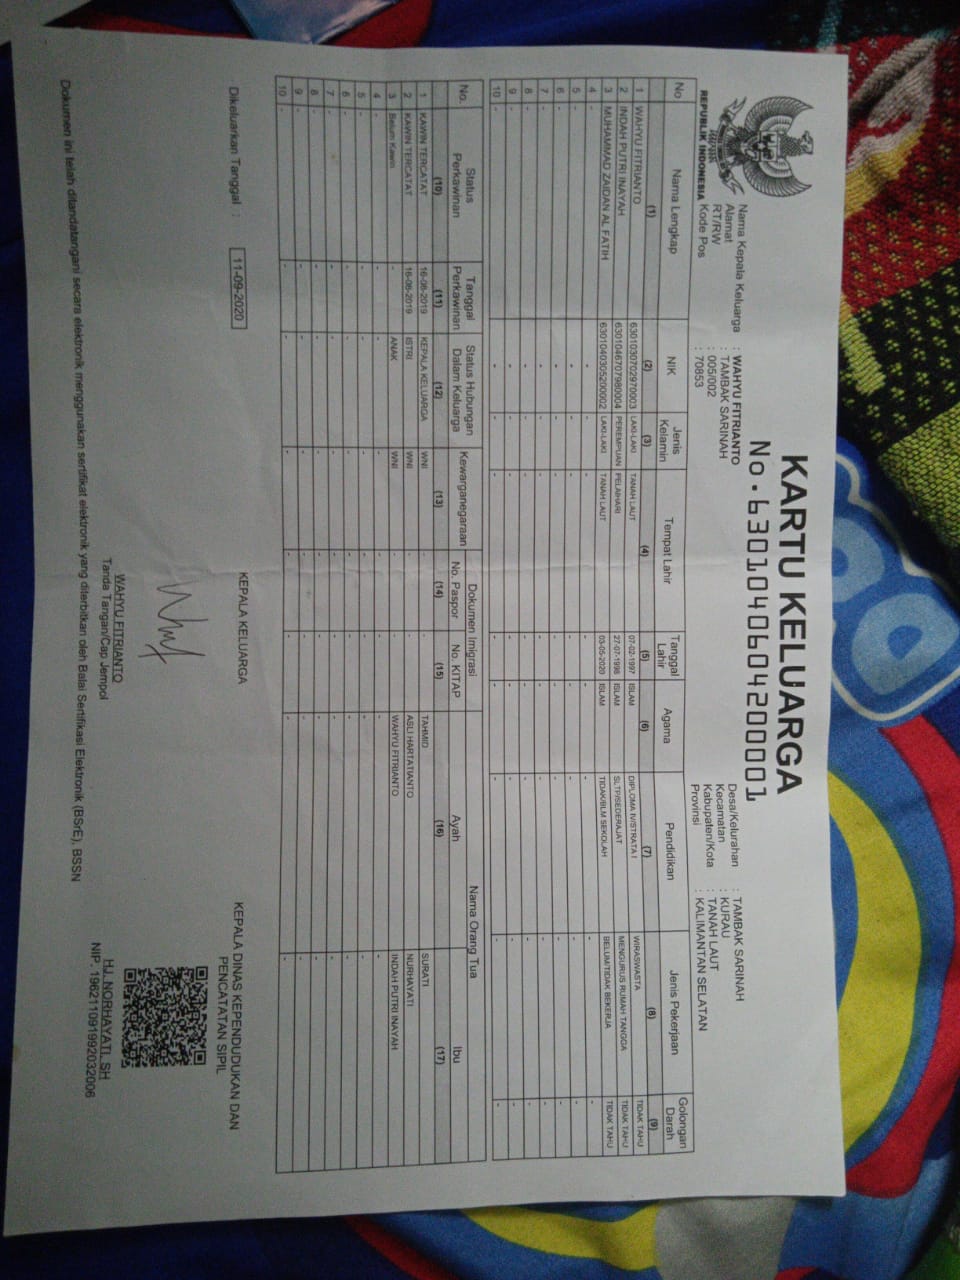 KARTU KELUARGA
No. 6301040604200001
REPUBLIK INDONESIA
Nama Kepala Keluarga : WAHYU FITRIANTO
Alamat : TAMBAK SARINAH
RT/RW : 005/002
Kode Pos : 70853
Desa/Kelurahan : TAMBAK SARINAH
Kecamatan : KURAU
Kabupaten/Kota : TANAH LAUT
Provinsi : KALIMANTAN SELATAN
No Nama Lengkap NIK Jenis Kelamin Tempat Lahir Tanggal Lahir Agama Pendidikan Jenis Pekerjaan Golongan Darah
(1) (2) (3) (4) (5) (6) (7) (8) (9)
1 WAHYU FITRIANTO 6301030702970003 LAKI-LAKI TANAH LAUT 07-02-1997 ISLAM DIPLOMA IV/STRATA I WIRASWASTA TIDAK TAHU
2 INDAH PUTRI INAYAH 6301046707980004 PEREMPUAN PELAIHARI 27-07-1998 ISLAM SLTP/SEDERAJAT MENGURUS RUMAH TANGGA TIDAK TAHU
3 MUHAMMAD ZAIDAN AL FATIH 6301040305200002 LAKI-LAKI TANAH LAUT 03-05-2020 ISLAM TIDAK/BLM SEKOLAH BELUM/TIDAK BEKERJA TIDAK TAHU
4 - - - - - - - - -
5 - - - - - - - - -
6 - - - - - - - - -
7 - - - - - - - - -
8 - - - - - - - - -
9 - - - - - - - - -
10 - - - - - - - - -
No. Status Perkawinan Tanggal Perkawinan Status Hubungan Dalam Keluarga Kewarganegaraan Dokumen Imigrasi Nama Orang Tua
No. Paspor No. KITAP Ayah Ibu
(10) (11) (12) (13) (14) (15) (16) (17)
1 KAWIN TERCATAT 16-06-2019 KEPALA KELUARGA WNI - - TAHMID SURATI
2 KAWIN TERCATAT 16-06-2019 ISTRI WNI - - ASLI HARTATIANTO NURHAYATI
3 Belum Kawin - ANAK WNI - - WAHYU FITRIANTO INDAH PUTRI INAYAH
4 - - - - - - - -
5 - - - - - - - -
6 - - - - - - - -
7 - - - - - - - -
8 - - - - - - - -
9 - - - - - - - -
10 - - - - - - - -
Dikeluarkan Tanggal : 11-09-2020
KEPALA KELUARGA
WAHYU FITRIANTO
Tanda Tangan/Cap Jempol
KEPALA DINAS KEPENDUDUKAN DAN
PENCATATAN SIPIL
HJ. NORHAYATI, SH
NIP. 196211091992032006
Dokumen ini telah ditandatangani secara elektronik menggunakan sertifikat elektronik yang diterbitkan oleh Balai Sertifikasi Elektronik (BSrE), BSSN